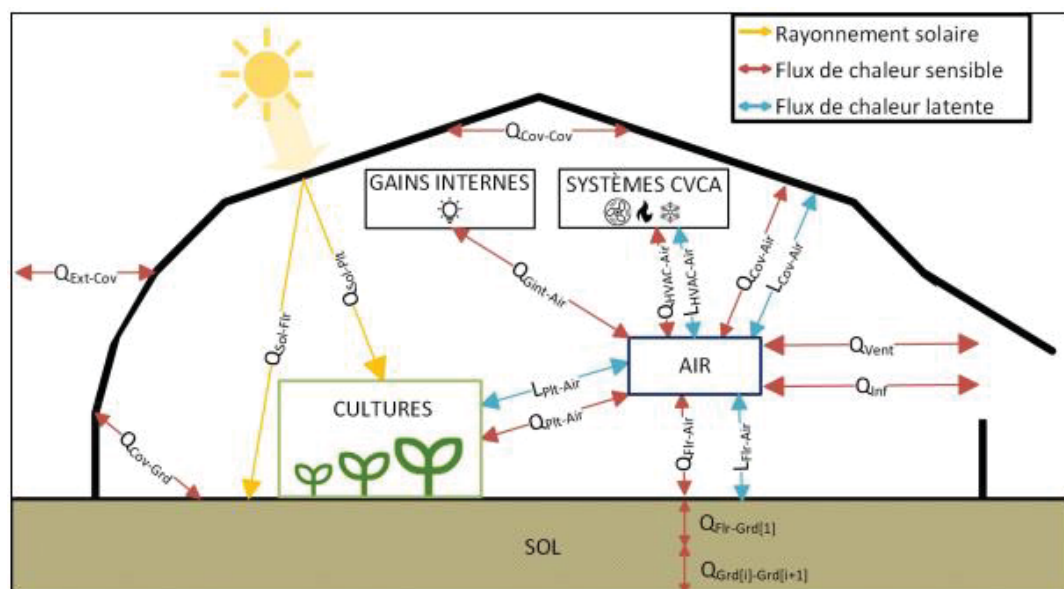 Rayonnement solaire
Flux de chaleur sensible
Flux de chaleur latente
QCov-Cov
GAINS INTERNES
SYSTÈMES CVCA
QExt-Cov
QSol-Plt
QSol-Flr
QGint-Air
QHVAC-Air
LHVAC-Air
QCov-Air
LCov-Air
QVent
AIR
QInf
LPlt-Air
QPlt-Air
CULTURES
QCov-Grd
QFlr-Air
LFlr-Air
QFlr-Grd[1]
SOL
QGrd[i]-Grd[i+1]